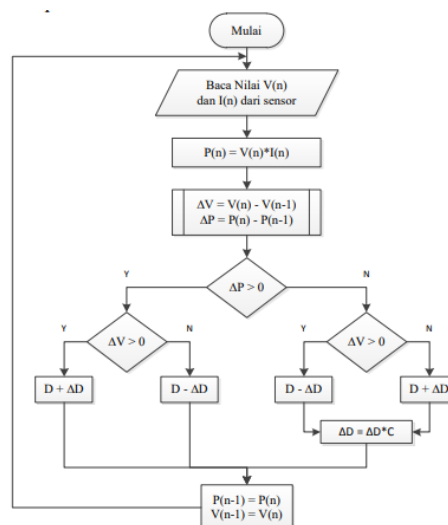 Mulai
Baca Nilai V(n)
dan I(n) dari sensor
P(n) = V(n)*I(n)
ΔV = V(n) - V(n-1)
ΔP = P(n) - P(n-1)
Y
ΔP > 0
N
Y
ΔV > 0
N
Y
ΔV > 0
N
D + ΔD
D - ΔD
D - ΔD
D + ΔD
ΔD = ΔD*C
P(n-1) = P(n)
V(n-1) = V(n)